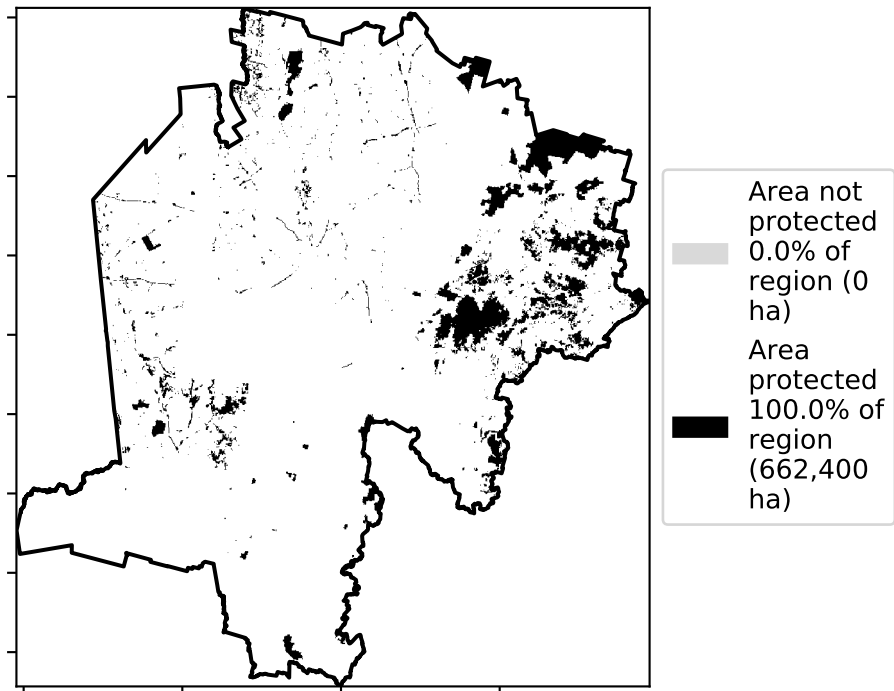 Area not
protected
0.0% of
region (0
ha)
Area
protected
100.0% of
region
(662,400
ha)